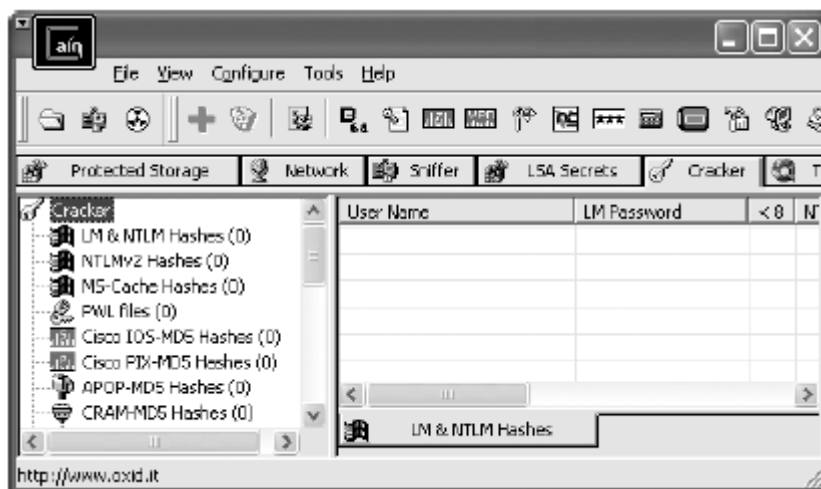 aín
File View Configure Tools Help
Protected Storage Network Sniffer LSA Secrets Cracker T
Cracker
LM & NTLM Hashes (0)
NTLMv2 Hashes (0)
MS-Cache Hashes (0)
PWL files (0)
Cisco IOS-MD5 Hashes (0)
Cisco PIX-MD5 Hashes (0)
APOP-MD5 Hashes (0)
CRAM-MD5 Hashes (0)
User Name LM Password < 8 NT
LM & NTLM Hashes
http://www.oxid.it